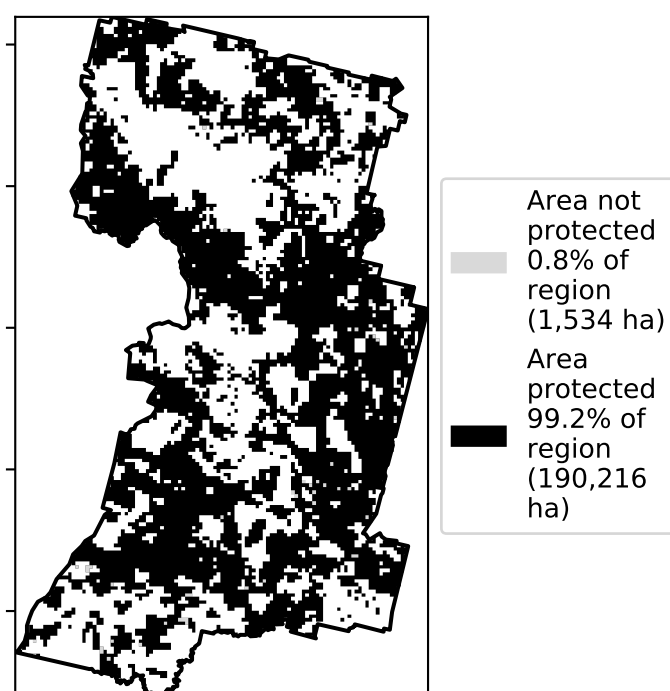 Area not
protected
0.8% of
region
(1,534 ha)
Area
protected
99.2% of
region
(190,216
ha)